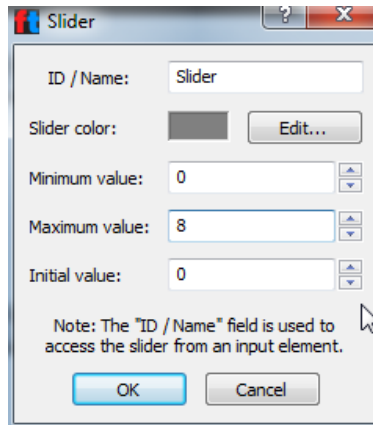 Slider
ID / Name: Slider
Slider color: Edit...
Minimum value: 0
Maximum value: 8
Initial value: 0
Note: The "ID / Name" field is used to
access the slider from an input element.
OK Cancel